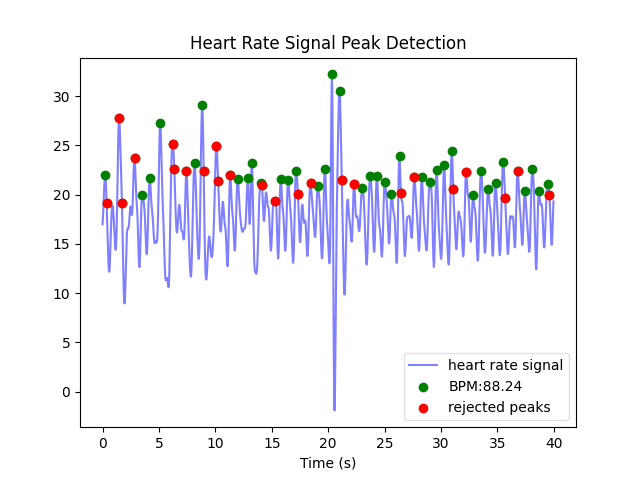 Heart Rate Signal Peak Detection
30
25
20
15
10
5
0
heart rate signal
BPM:88.24
rejected peaks
0 5 10 15 20 25 30 35 40
Time (s)